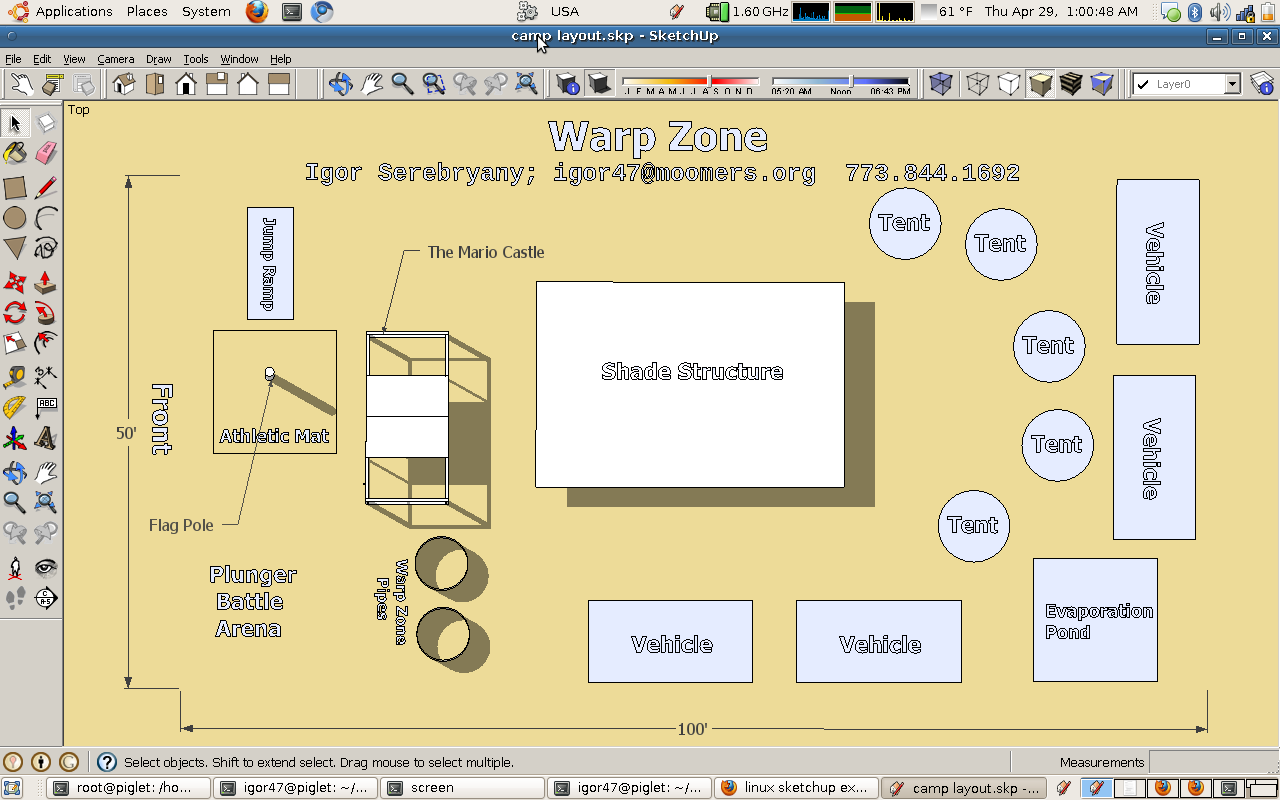 Applications Places System USA 1.60 GHz 61 °F Thu Apr 29, 1:00:48 AM
camp layout.skp - SketchUp
File Edit View Camera Draw Tools Window Help
J F M A M J J A S O N D 05:20 AM Noon 06:43 PM Layer0
Top
Warp Zone
Igor Serebryany; igor47@moomers.org 773.844.1692
Jump Ramp
The Mario Castle
Tent
Tent
Vehicle
Tent
Shade Structure
Front
50'
Athletic Mat
Tent
Vehicle
Flag Pole
Tent
Plunger
Battle
Arena
Warp Zone
Pipes
Vehicle
Vehicle
Evaporation
Pond
100'
ABC
Select objects. Shift to extend select. Drag mouse to select multiple. Measurements
root@piglet: /ho... igor47@piglet: ~/... screen igor47@piglet: ~/... linux sketchup ex... camp layout.skp -...